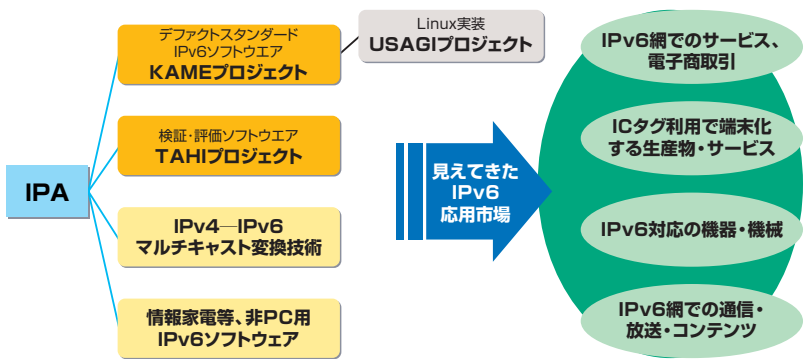 IPA
デファクトスタンダード
IPv6ソフトウエア
KAMEプロジェクト
Linux実装
USAGIプロジェクト
検証・評価ソフトウエア
TAHIプロジェクト
IPv4―IPv6
マルチキャスト変換技術
情報家電等、非PC用
IPv6ソフトウェア
見えてきた
IPv6
応用市場
IPv6網でのサービス、
電子商取引
ICタグ利用で端末化
する生産物・サービス
IPv6対応の機器・機械
IPv6網での通信・
放送・コンテンツ